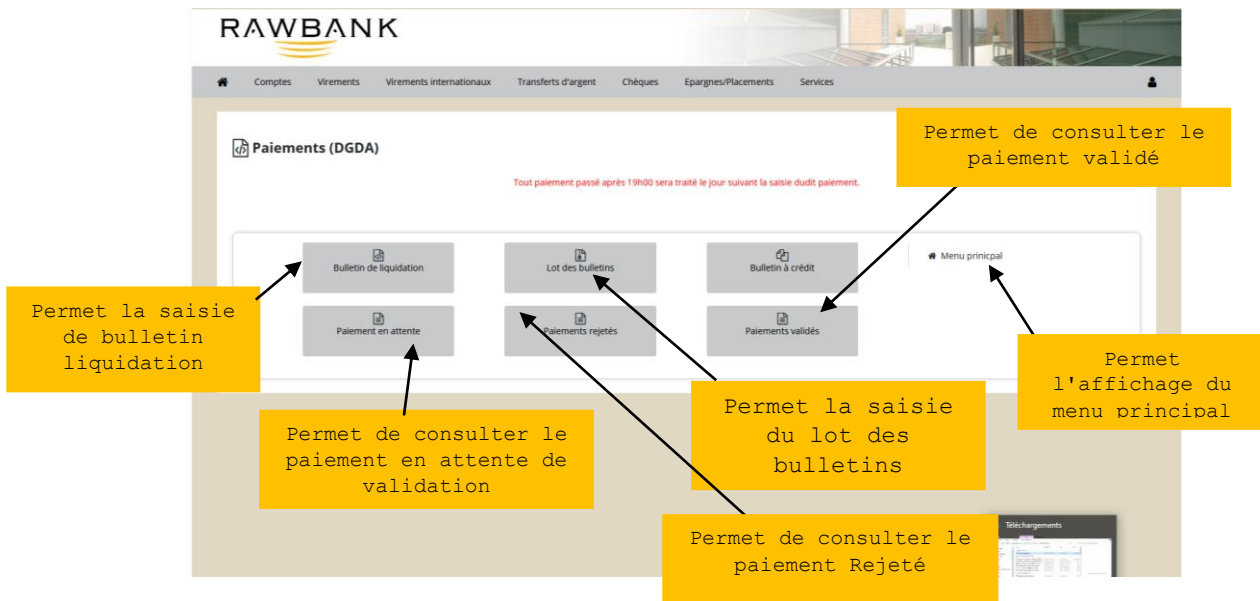 RAWBANK
Comptes Virements Virements internationaux Transferts d'argent Chèques Epargnes/Placements Services
Paiements (DGDA)
Permet de consulter le
paiement validé
Tout paiement passé après 19h00 sera traité le jour suivant la saisie dudit paiement.
Bulletin de liquidation
Lot des bulletins
Bulletin à crédit
Menu prinicpal
Permet la saisie
de bulletin
liquidation
Paiement en attente
Paiements rejetés
Paiements validés
Permet
l'affichage du
menu principal
Permet de consulter le
paiement en attente de
validation
Permet la saisie
du lot des
bulletins
Permet de consulter le
paiement Rejeté
Téléchargements